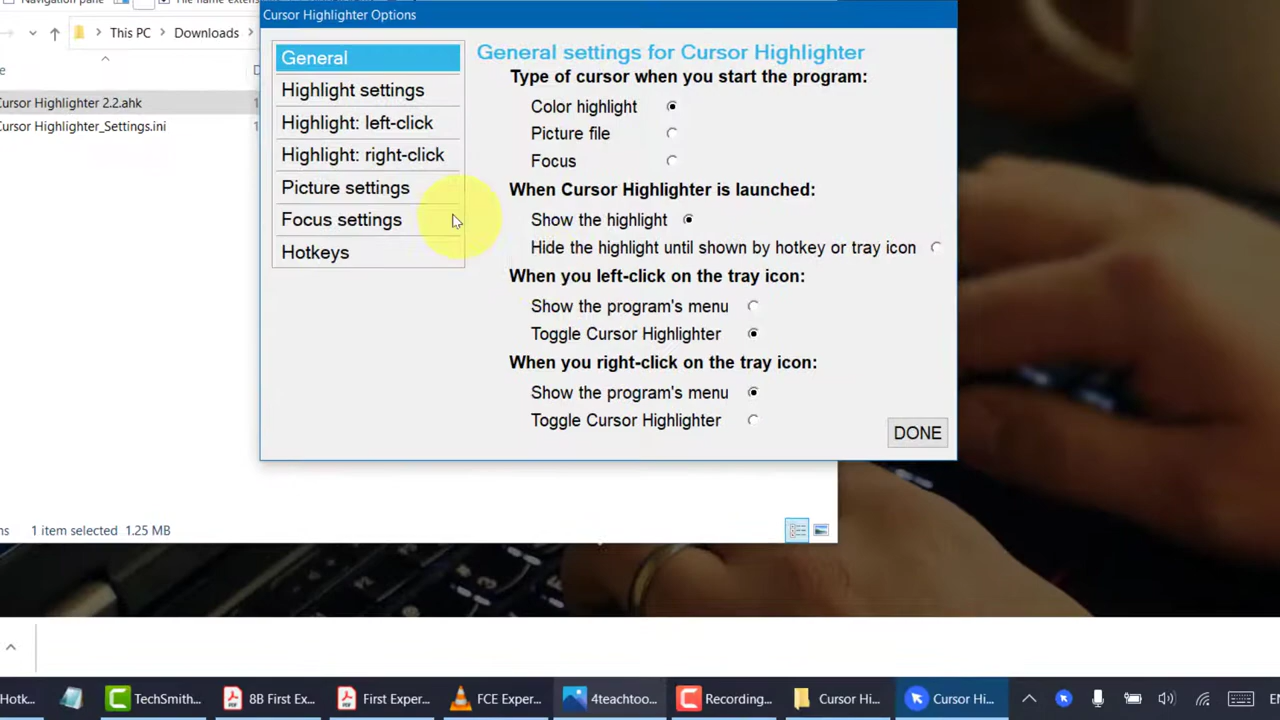 Navigation pane
File name exten
This PC
Downloads
Cursor Highlighter Options
Cursor Highlighter 2.2.ahk
Cursor Highlighter_Settings.ini
General
Highlight settings
Highlight: left-click
Highlight: right-click
Picture settings
Focus settings
Hotkeys
General settings for Cursor Highlighter
Type of cursor when you start the program:
Color highlight
Picture file
Focus
When Cursor Highlighter is launched:
Show the highlight
Hide the highlight until shown by hotkey or tray icon
When you left-click on the tray icon:
Show the program's menu
Toggle Cursor Highlighter
When you right-click on the tray icon:
Show the program's menu
Toggle Cursor Highlighter
DONE
1 item selected 1.25 MB
Hotk...
TechSmith...
8B First Ex...
First Exper...
FCE Exper...
4teachtoo...
Recording...
Cursor Hi...
Cursor Hi...